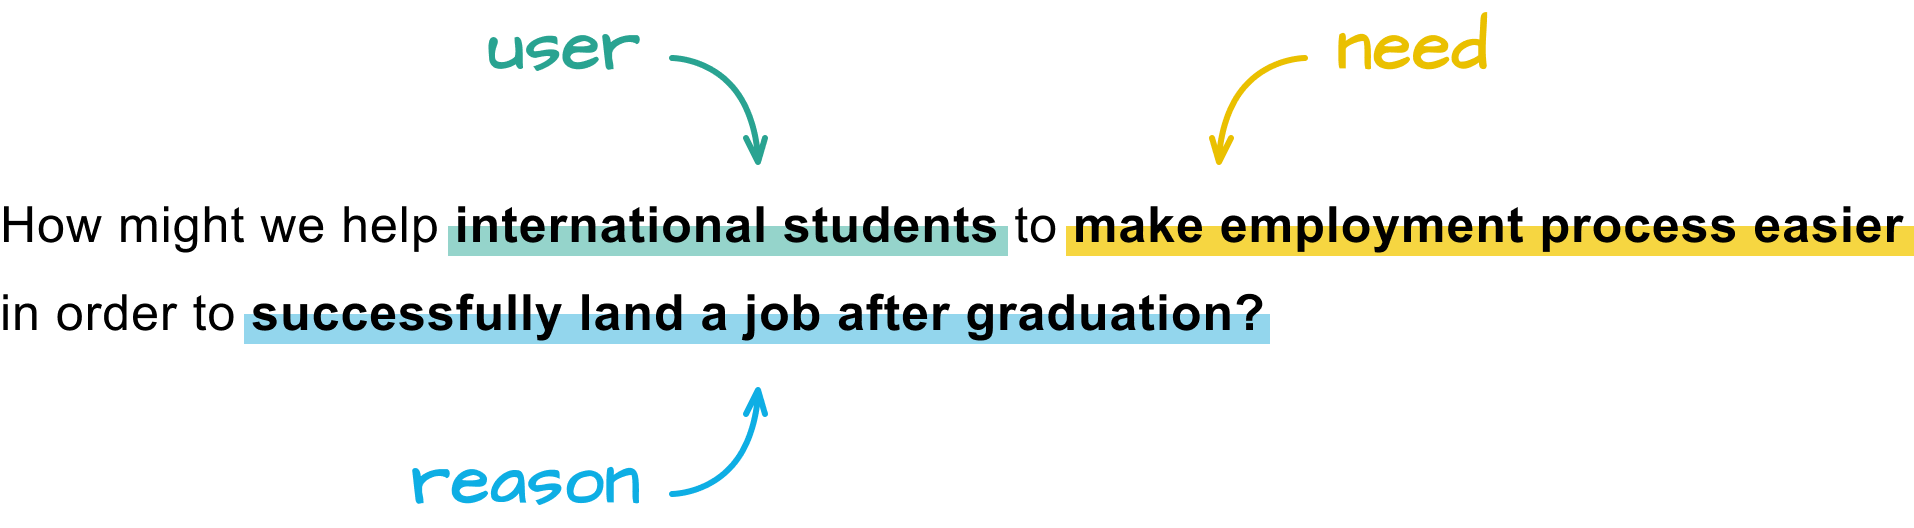 user
need
How might we help international students to make employment process easier
in order to successfully land a job after graduation?
reason